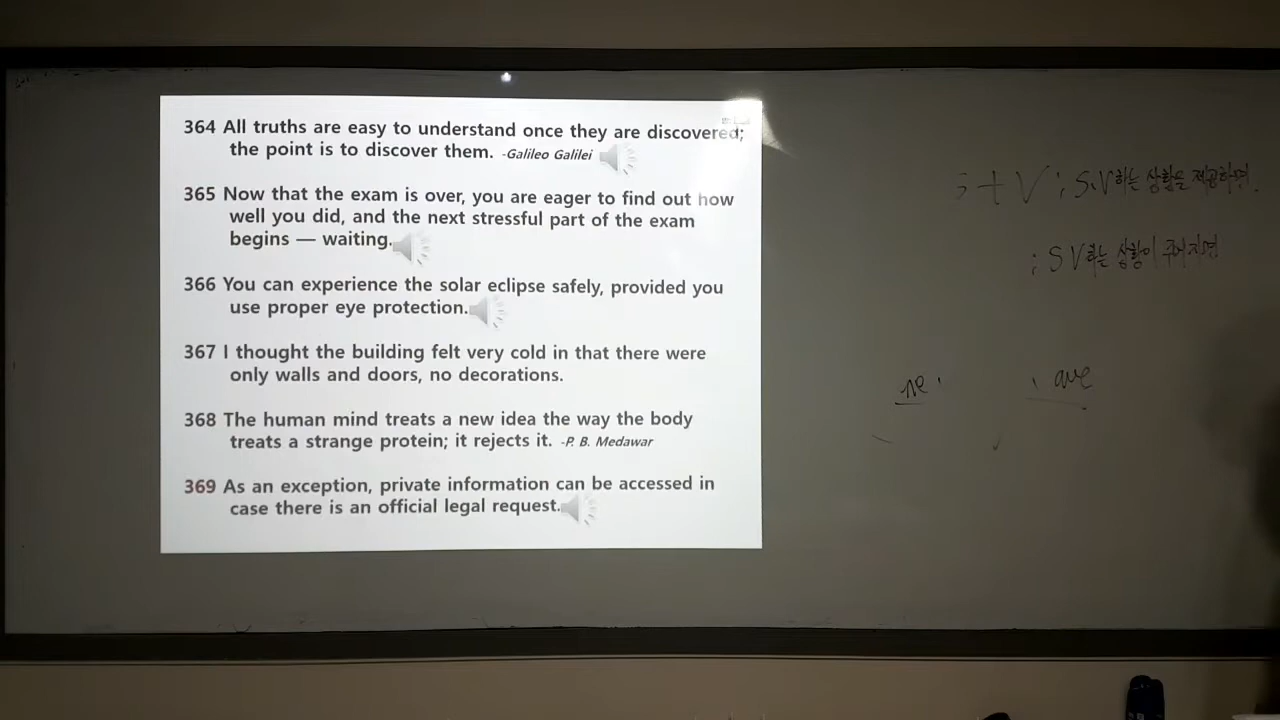 364 All truths are easy to understand once they are discovered;
the point is to discover them. -Galileo Galilei
365 Now that the exam is over, you are eager to find out how
well you did, and the next stressful part of the exam
begins — waiting.
366 You can experience the solar eclipse safely, provided you
use proper eye protection.
367 I thought the building felt very cold in that there were
only walls and doors, no decorations.
368 The human mind treats a new idea the way the body
treats a strange protein; it rejects it. -P. B. Medawar
369 As an exception, private information can be accessed in
case there is an official legal request.
S + V ; S.V하는 상황을 제공하면
; S V하는 상황이 주어지면